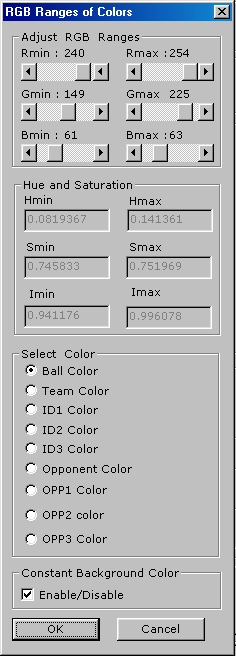 RGB Ranges of Colors
Adjust RGB Ranges
Rmin : 240 Rmax : 254
Gmin : 149 Gmax 225
Bmin : 61 Bmax : 63
Hue and Saturation
Hmin Hmax
0.0819367 0.141361
Smin Smax
0.745833 0.751969
Imin Imax
0.941176 0.996078
Select Color
Ball Color
Team Color
ID1 Color
ID2 Color
ID3 Color
Opponent Color
OPP1 Color
OPP2 color
OPP3 Color
Constant Background Color
Enable/Disable
OK Cancel